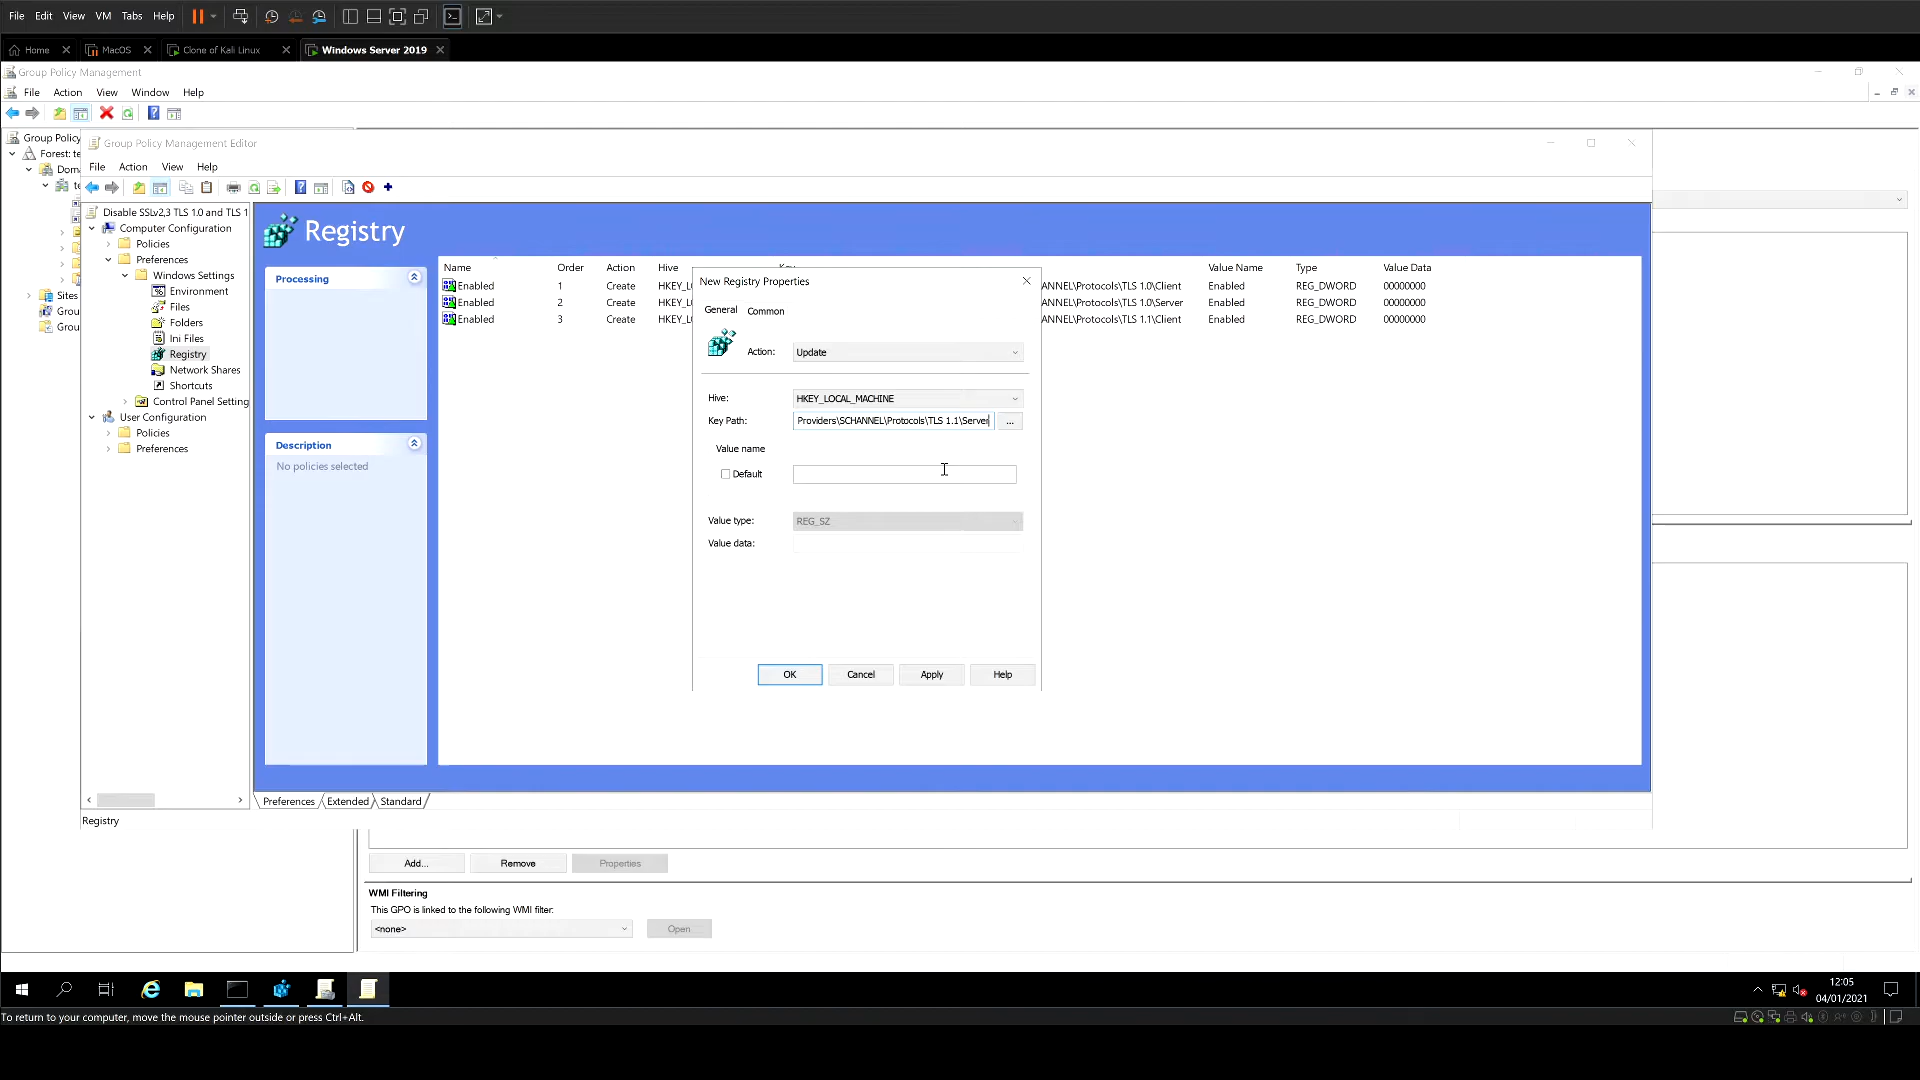 File Edit View VM Tabs Help
Home MacOS Clone of Kali Linux Windows Server 2019
Group Policy Management
File Action View Window Help
Group Policy
Forest: te
Dom
te
Sites
Grou
Grou
Group Policy Management Editor
File Action View Help
Disable SSLv2,3 TLS 1.0 and TLS 1
Computer Configuration
Policies
Preferences
Windows Settings
Environment
Files
Folders
Ini Files
Registry
Network Shares
Shortcuts
Control Panel Setting
User Configuration
Policies
Preferences
Registry
Processing
Description
No policies selected
Name Order Action Hive Key Value Name Type Value Data
Enabled 1 Create HKEY_L ANNEL\Protocols\TLS 1.0\Client Enabled REG_DWORD 00000000
Enabled 2 Create HKEY_L ANNEL\Protocols\TLS 1.0\Server Enabled REG_DWORD 00000000
Enabled 3 Create HKEY_L ANNEL\Protocols\TLS 1.1\Client Enabled REG_DWORD 00000000
New Registry Properties
General Common
Action: Update
Hive: HKEY_LOCAL_MACHINE
Key Path: Providers\SCHANNEL\Protocols\TLS 1.1\Server ...
Value name
Default
Value type: REG_SZ
Value data:
OK Cancel Apply Help
Preferences Extended Standard
Registry
Add... Remove Properties
WMI Filtering
This GPO is linked to the following WMI filter:
<none> Open
12:05
04/01/2021
To return to your computer, move the mouse pointer outside or press Ctrl+Alt.